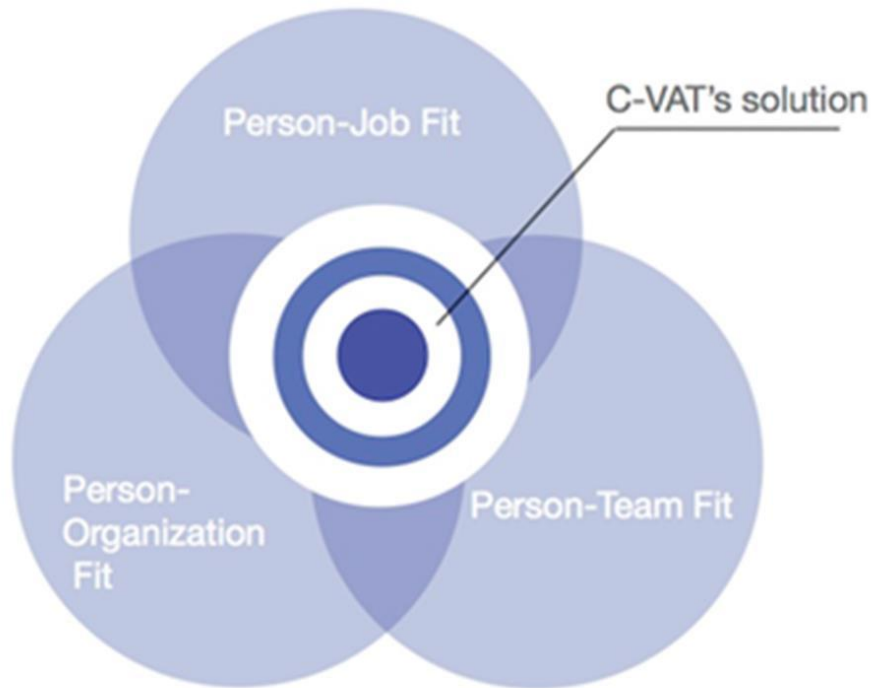 Person-Job Fit
C-VAT's solution
Person-
Organization
Fit
Person-Team Fit